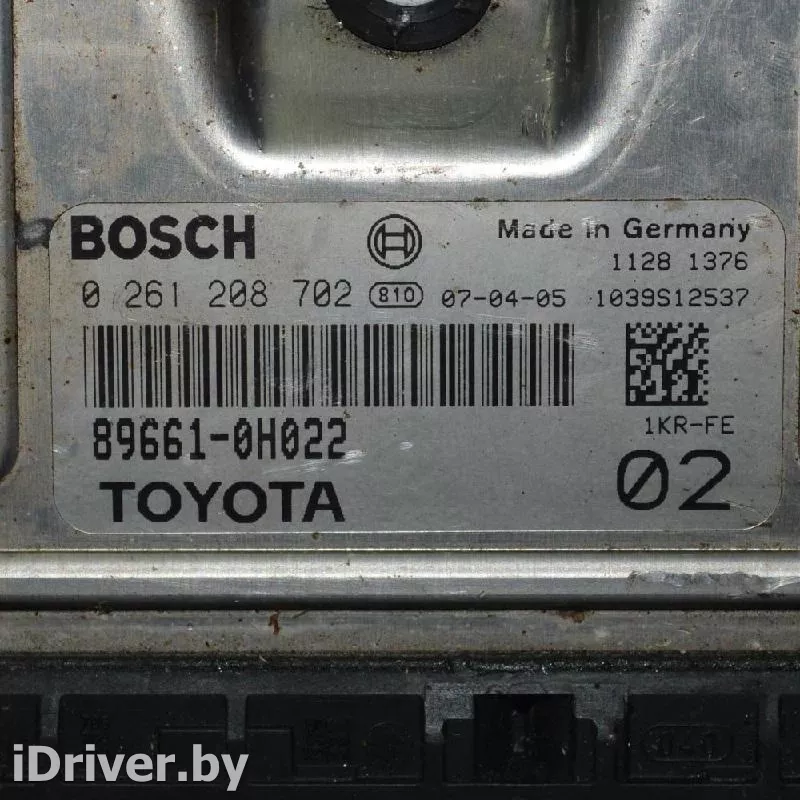 BOSCH
Made in Germany
1128 1376
0 261 208 702 810 07-04-05 1039S12537
89661-0H022
1KR-FE
TOYOTA
02
iDriver.by